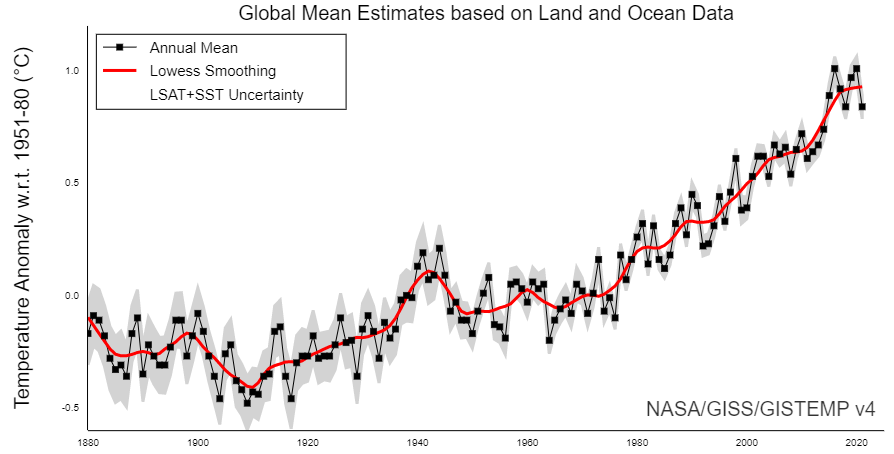 Global Mean Estimates based on Land and Ocean Data
Temperature Anomaly w.r.t. 1951-80 (°C)
Annual Mean
Lowess Smoothing
LSAT+SST Uncertainty
1.0
0.5
0.0
-0.5
NASA/GISS/GISTEMP v4
1880 1900 1920 1940 1960 1980 2000 2020